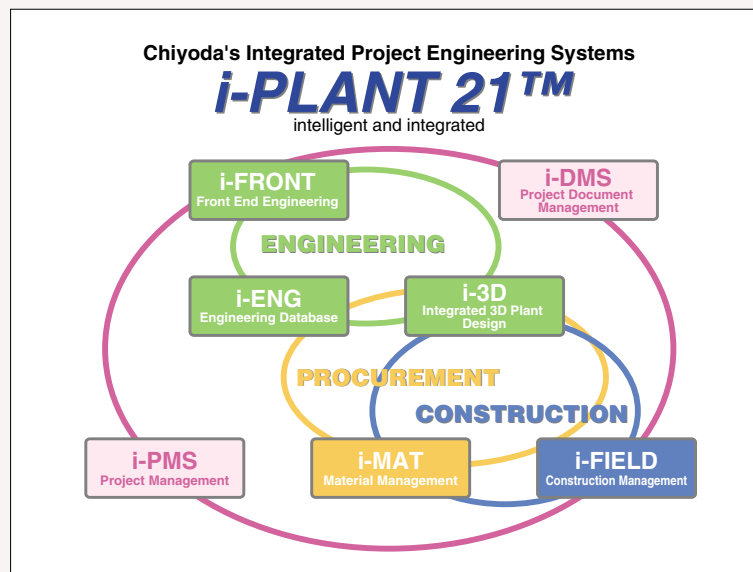 Chiyoda's Integrated Project Engineering Systems
i-PLANT 21™
intelligent and integrated
i-FRONT
Front End Engineering
i-DMS
Project Document
Management
ENGINEERING
i-ENG
Engineering Database
i-3D
Integrated 3D Plant
Design
PROCUREMENT
CONSTRUCTION
i-PMS
Project Management
i-MAT
Material Management
i-FIELD
Construction Management